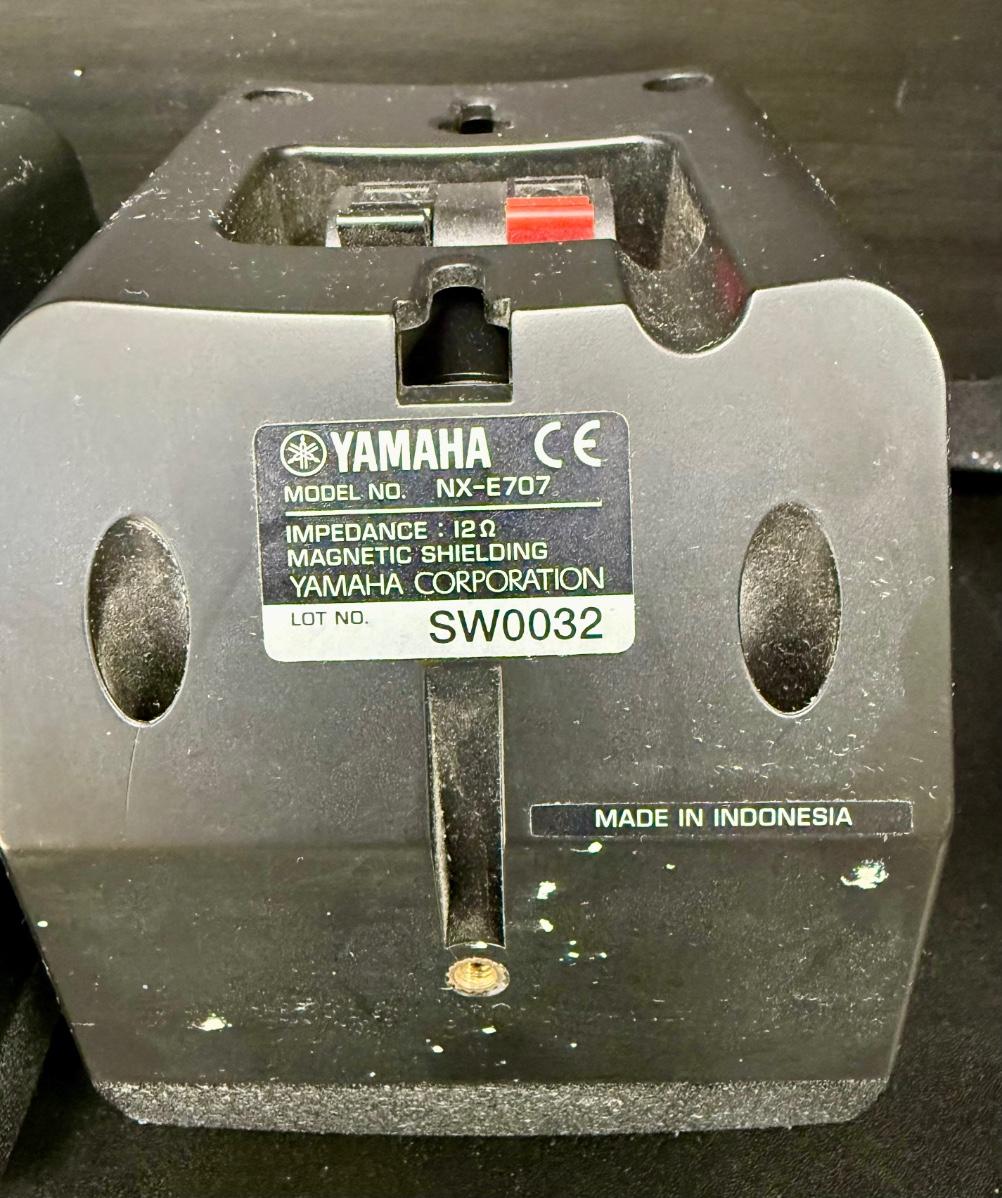 YAMAHA CE
MODEL NO. NX-E707
IMPEDANCE : 12Ω
MAGNETIC SHIELDING
YAMAHA CORPORATION
LOT NO. SW0032
MADE IN INDONESIA